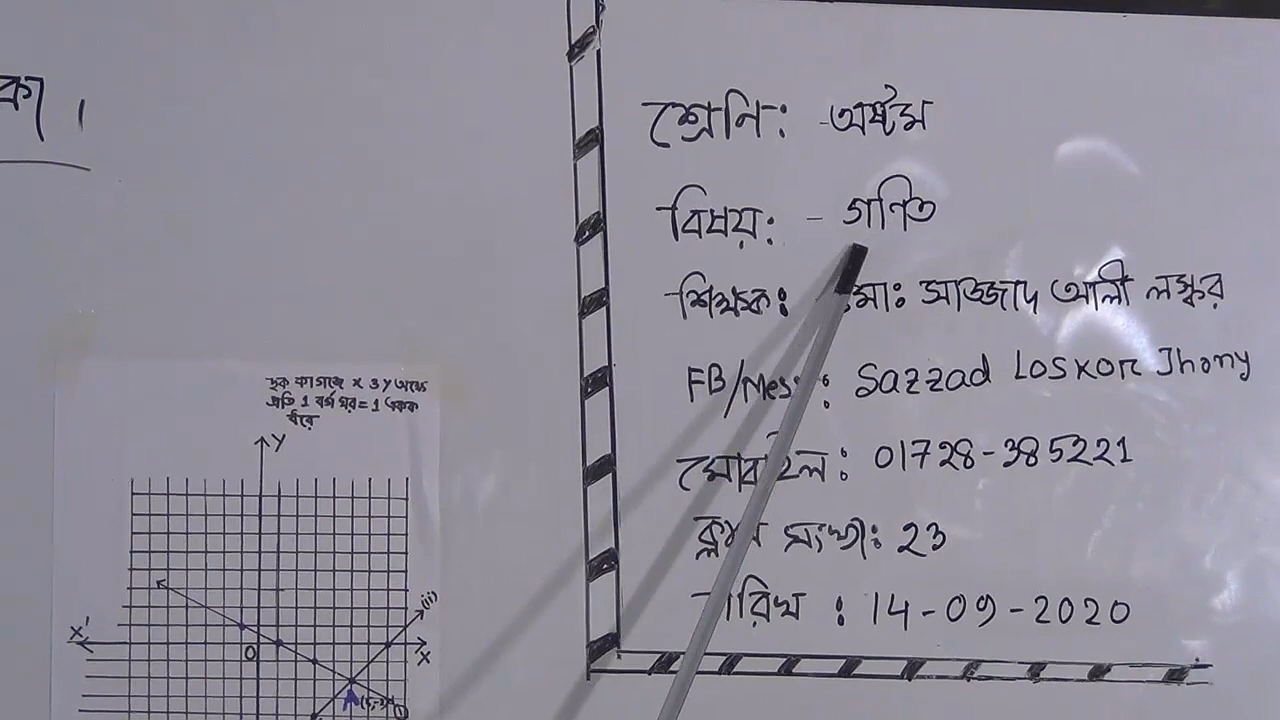 কা।
শ্রেণি: - অষ্টম
বিষয়: - গণিত
শিক্ষক: মোঃ সাজ্জাদ আলী লস্কর
FB/Mess: Sazzad Loskor Jhony
মোবাইল: 01728-385221
ক্লাস সংখ্যা: 23
তারিখ : 14-09-2020
ছক কাগজে x ও y অক্ষে
প্রতি 1 বর্গ ঘর = 1 একক
ধরে
Y
(ii)
X'
O
X
A